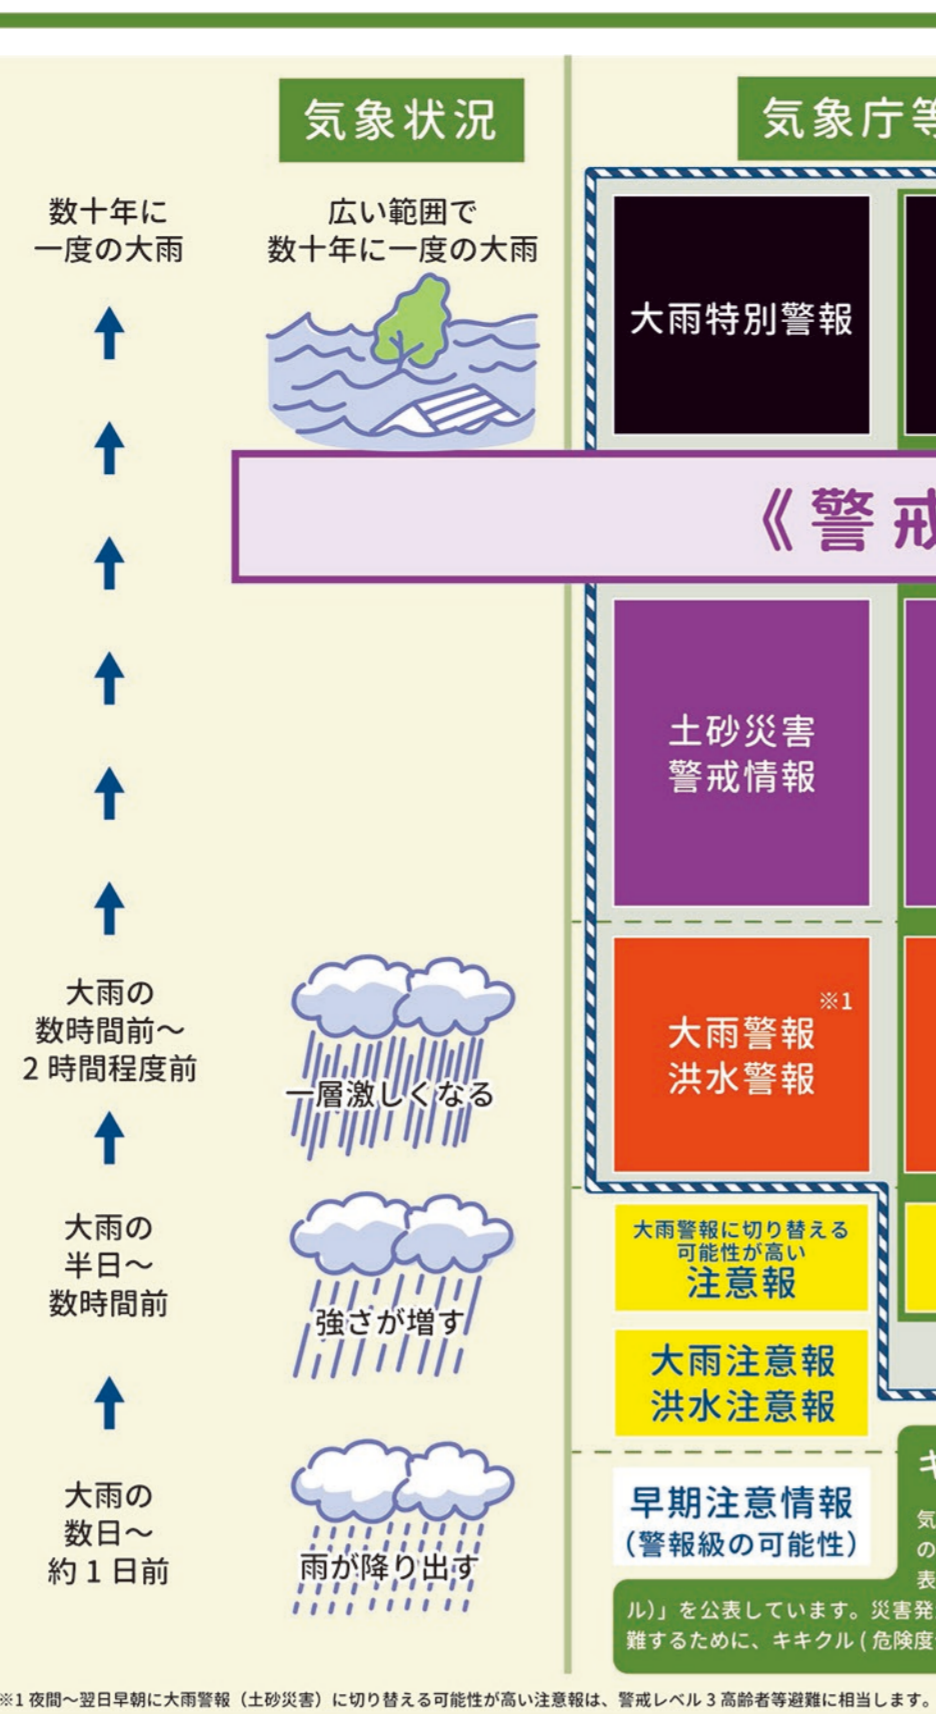 気象状況
気象庁等
数十年に
一度の大雨
広い範囲で
数十年に一度の大雨
大雨特別警報
《警戒
土砂災害
警戒情報
大雨の
数時間前～
2時間程度前
一層激しくなる
大雨警報※1
洪水警報
大雨の
半日～
数時間前
強さが増す
大雨警報に切り替える
可能性が高い
注意報
大雨注意報
洪水注意報
大雨の
数日～
約1日前
雨が降り出す
早期注意情報
(警報級の可能性)
キ
気
の
表
ル)」を公表しています。災害発
難するために、キキクル(危険度
※1 夜間～翌日早朝に大雨警報（土砂災害）に切り替える可能性が高い注意報は、警戒レベル3高齢者等避難に相当します。